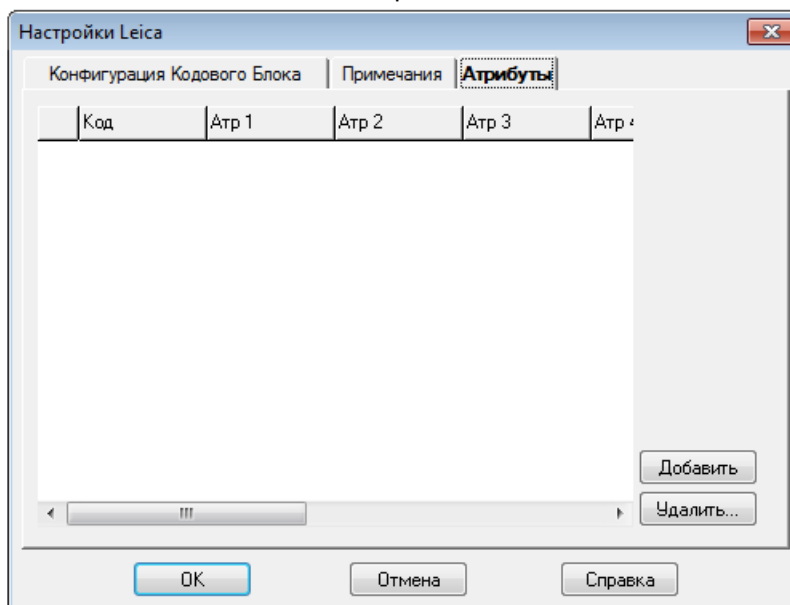 Настройки Leica
Конфигурация Кодового Блока Примечания Атрибуты
Код Атр 1 Атр 2 Атр 3 Атр
Добавить
Удалить...
OK Отмена Справка